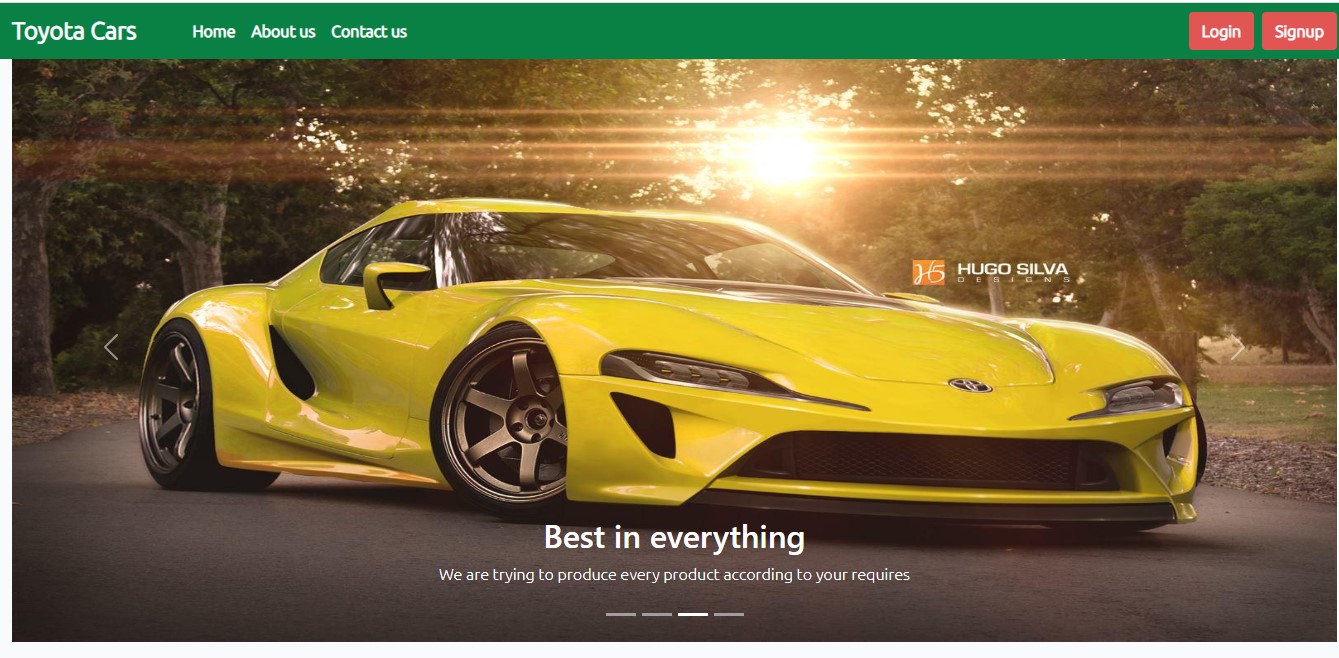 Toyota Cars
Home About us Contact us
Login Signup
HUGO SILVA
DESIGNS
Best in everything
We are trying to produce every product according to your requires